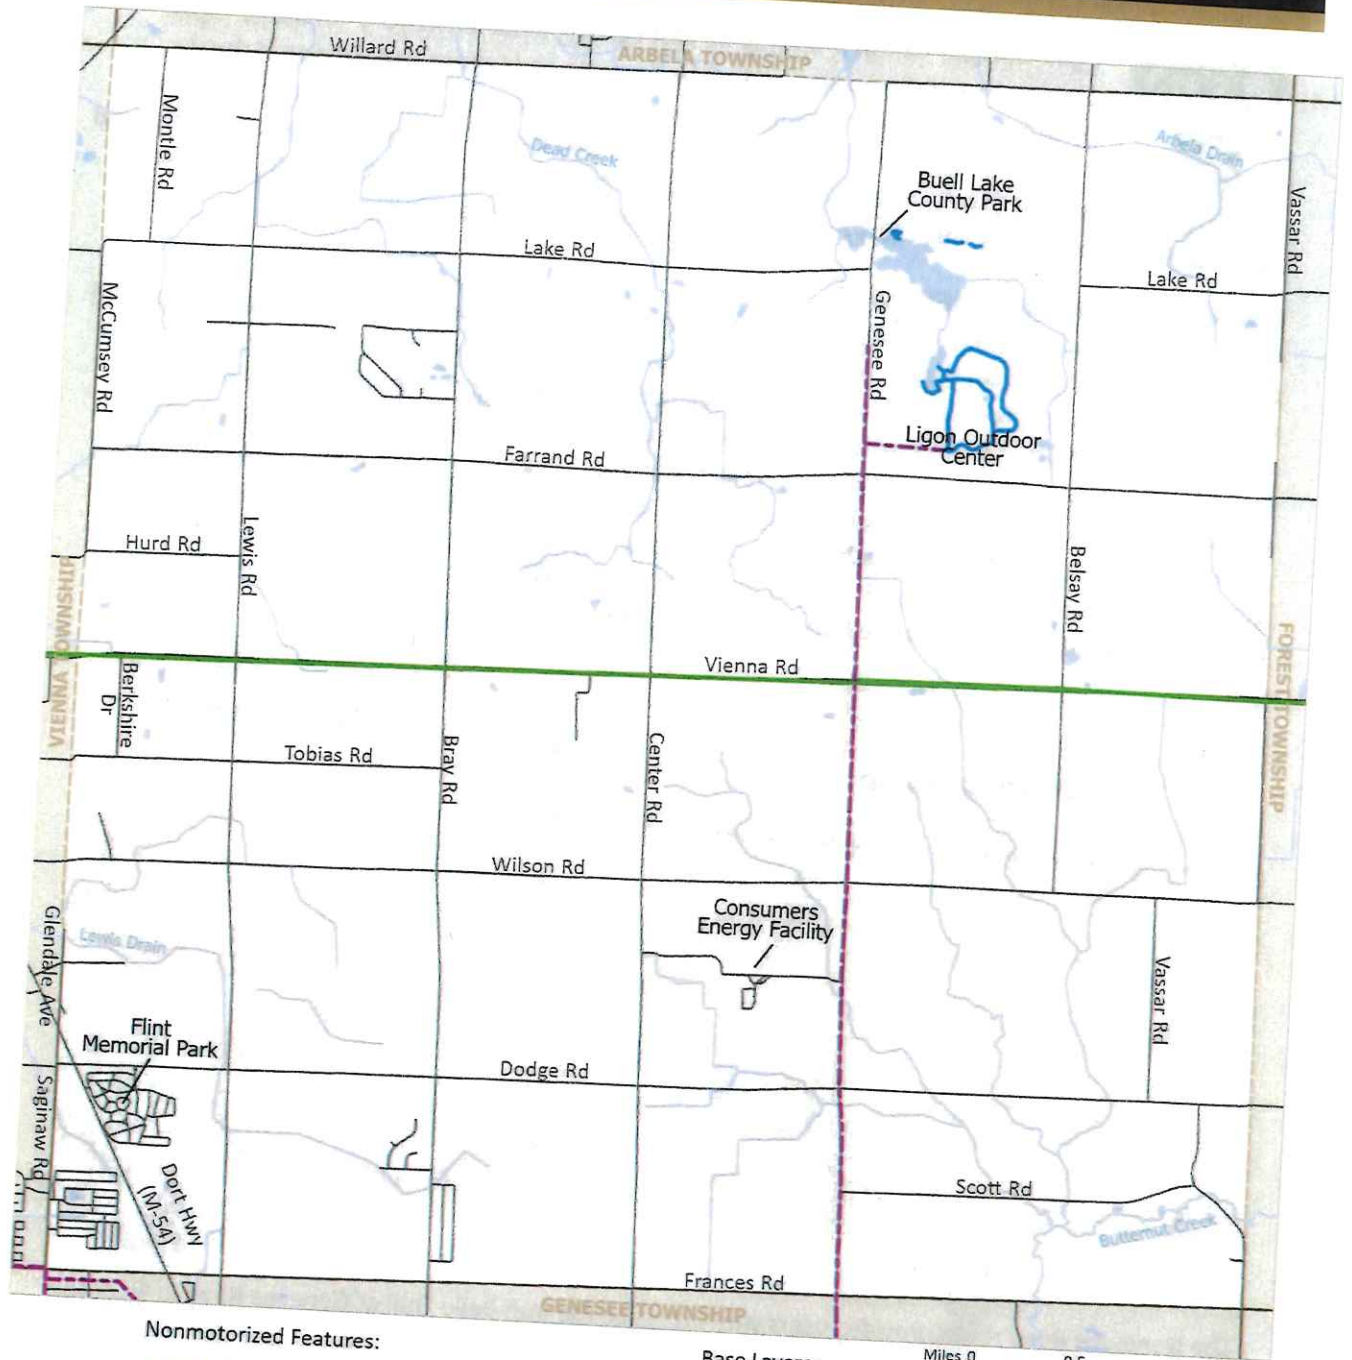 Willard Rd
ARBELA TOWNSHIP
Montle Rd
Dead Creek
Arbela Drain
Buell Lake
County Park
Vassar Rd
Lake Rd
Lake Rd
McCumsey Rd
Genesee Rd
Ligon Outdoor
Center
Farrand Rd
Hurd Rd
Lewis Rd
Belsay Rd
VIENNA TOWNSHIP
FOREST TOWNSHIP
Vienna Rd
Berkshire
Dr
Tobias Rd
Bray Rd
Center Rd
Wilson Rd
Consumers
Energy Facility
Glendale Ave
Lewis Drain
Vassar Rd
Flint
Memorial Park
Dodge Rd
Saginaw Rd
Dort Hwy
(M-54)
Scott Rd
Butternut Creek
Frances Rd
GENESEE TOWNSHIP
Nonmotorized Features:
Miles 0